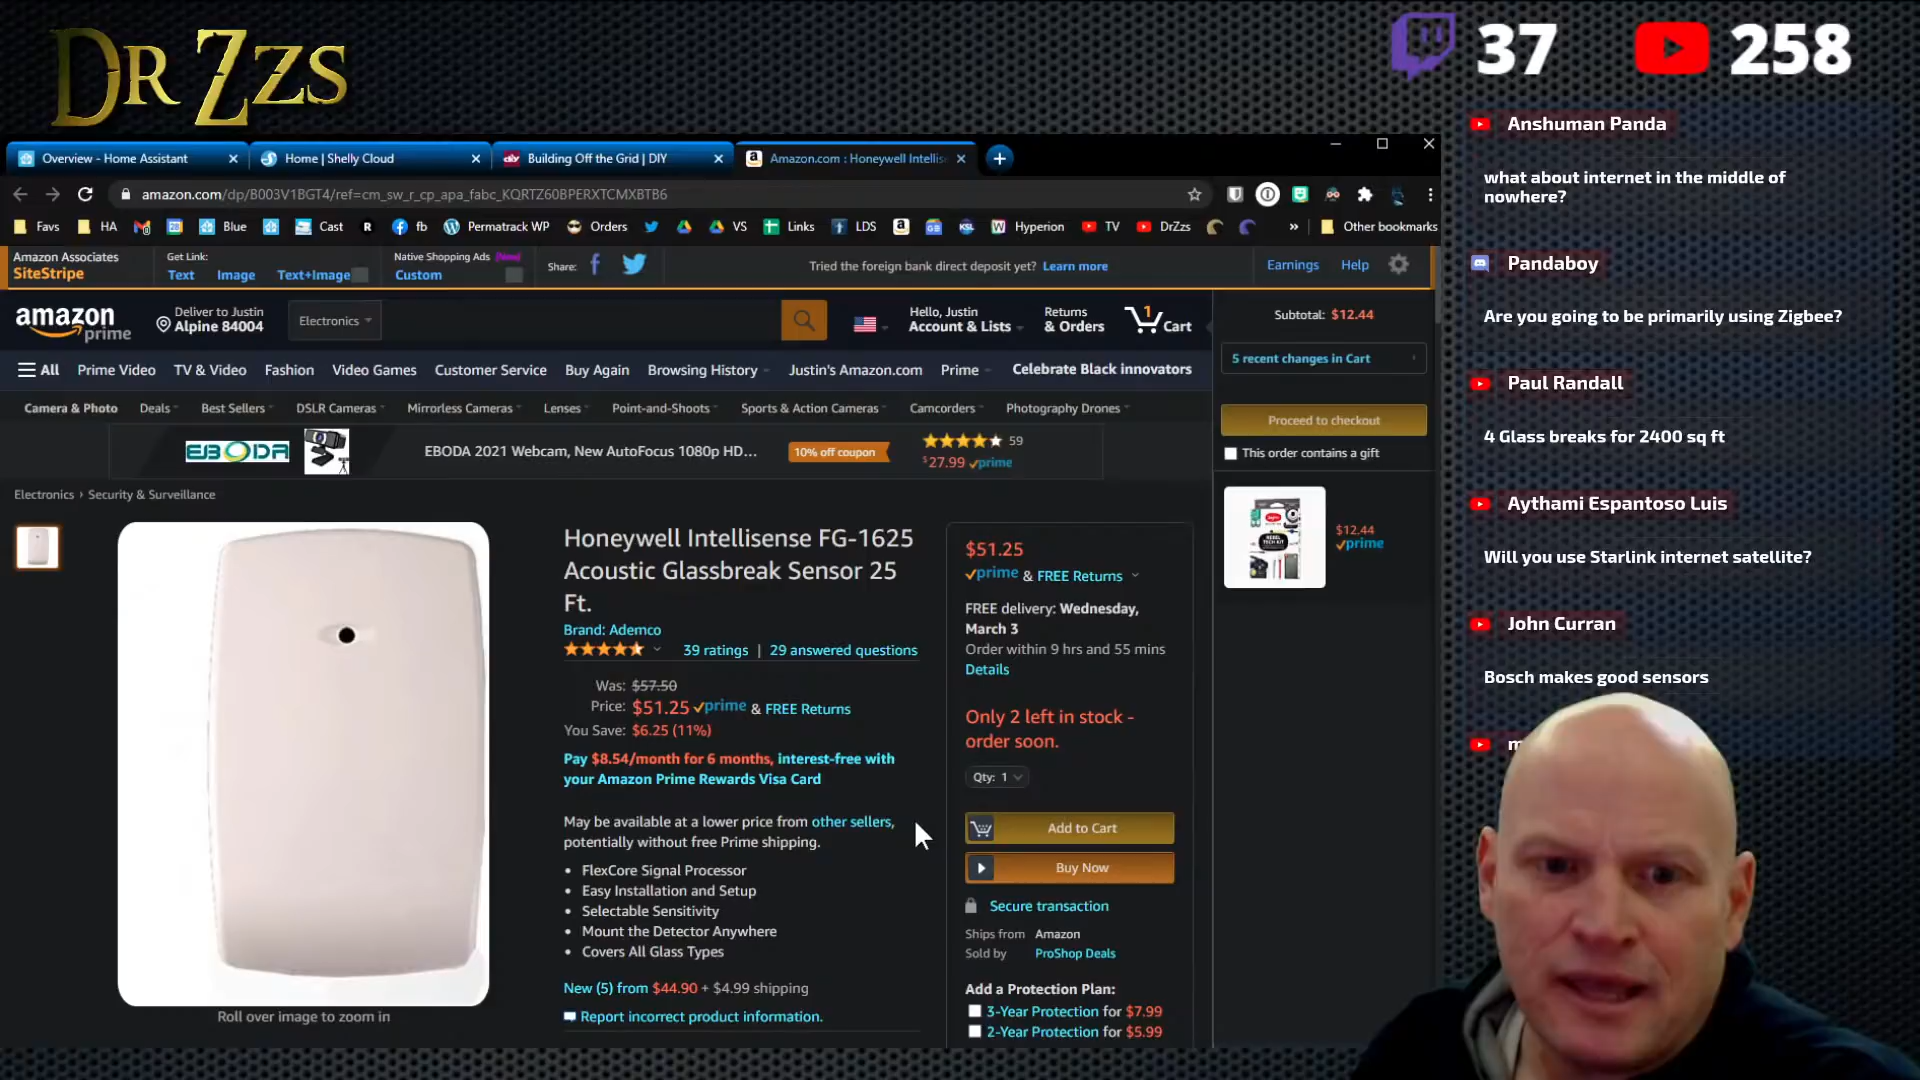 DR ZZS
37
258
Overview - Home Assistant
Home | Shelly Cloud
Building Off the Grid | DIY
Amazon.com : Honeywell Intellis
amazon.com/dp/B003V1BGT4/ref=cm_sw_r_cp_apa_fabc_KQRTZ60BPERXTCMXBTB6
Favs
HA
Blue
Cast
R
fb
Permatrack WP
Orders
VS
Links
LDS
Hyperion
TV
DrZzs
»
Other bookmarks
Amazon Associates
SiteStripe
Get Link:
Text
Image
Text+Image
Native Shopping Ads
Custom
Share:
Tried the foreign bank direct deposit yet? Learn more
Earnings
Help
amazon
prime
Deliver to Justin
Alpine 84004
Electronics
Hello, Justin
Account & Lists
Returns
& Orders
1
Cart
All
Prime Video
TV & Video
Fashion
Video Games
Customer Service
Buy Again
Browsing History
Justin's Amazon.com
Prime
Celebrate Black innovators
Camera & Photo
Deals
Best Sellers
DSLR Cameras
Mirrorless Cameras
Lenses
Point-and-Shoots
Sports & Action Cameras
Camcorders
Photography Drones
EBODA
EBODA 2021 Webcam, New AutoFocus 1080p HD...
10% off coupon
59
$27.99 prime
Electronics › Security & Surveillance
Roll over image to zoom in
Honeywell Intellisense FG-1625
Acoustic Glassbreak Sensor 25
Ft.
Brand: Ademco
39 ratings | 29 answered questions
Was: $57.50
Price: $51.25 prime & FREE Returns
You Save: $6.25 (11%)
Pay $8.54/month for 6 months, interest-free with
your Amazon Prime Rewards Visa Card
May be available at a lower price from other sellers,
potentially without free Prime shipping.
• FlexCore Signal Processor
• Easy Installation and Setup
• Selectable Sensitivity
• Mount the Detector Anywhere
• Covers All Glass Types
New (5) from $44.90 + $4.99 shipping
Report incorrect product information.
$51.25
prime & FREE Returns
FREE delivery: Wednesday,
March 3
Order within 9 hrs and 55 mins
Details
Only 2 left in stock -
order soon.
Qty: 1
Add to Cart
Buy Now
Secure transaction
Ships from Amazon
Sold by ProShop Deals
Add a Protection Plan:
3-Year Protection for $7.99
2-Year Protection for $5.99
Subtotal: $12.44
5 recent changes in Cart
Proceed to checkout
This order contains a gift
$12.44
prime
Anshuman Panda
what about internet in the middle of
nowhere?
Pandaboy
Are you going to be primarily using Zigbee?
Paul Randall
4 Glass breaks for 2400 sq ft
Aythami Espantoso Luis
Will you use Starlink internet satellite?
John Curran
Bosch makes good sensors